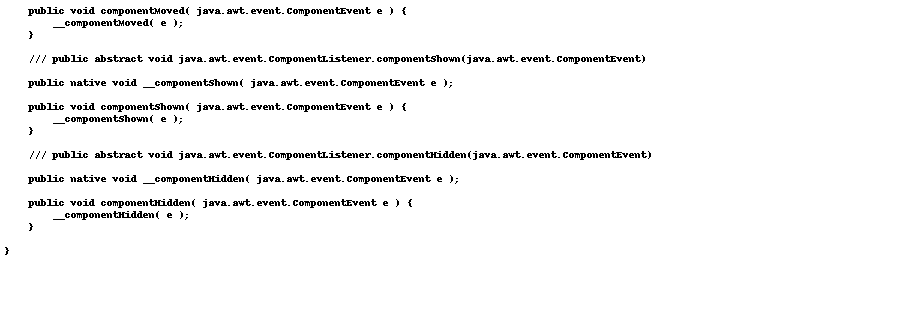 public void componentMoved( java.awt.event.ComponentEvent e ) {
__componentMoved( e );
}
/// public abstract void java.awt.event.ComponentListener.componentShown(java.awt.event.ComponentEvent)
public native void __componentShown( java.awt.event.ComponentEvent e );
public void componentShown( java.awt.event.ComponentEvent e ) {
__componentShown( e );
}
/// public abstract void java.awt.event.ComponentListener.componentHidden(java.awt.event.ComponentEvent)
public native void __componentHidden( java.awt.event.ComponentEvent e );
public void componentHidden( java.awt.event.ComponentEvent e ) {
__componentHidden( e );
}
}